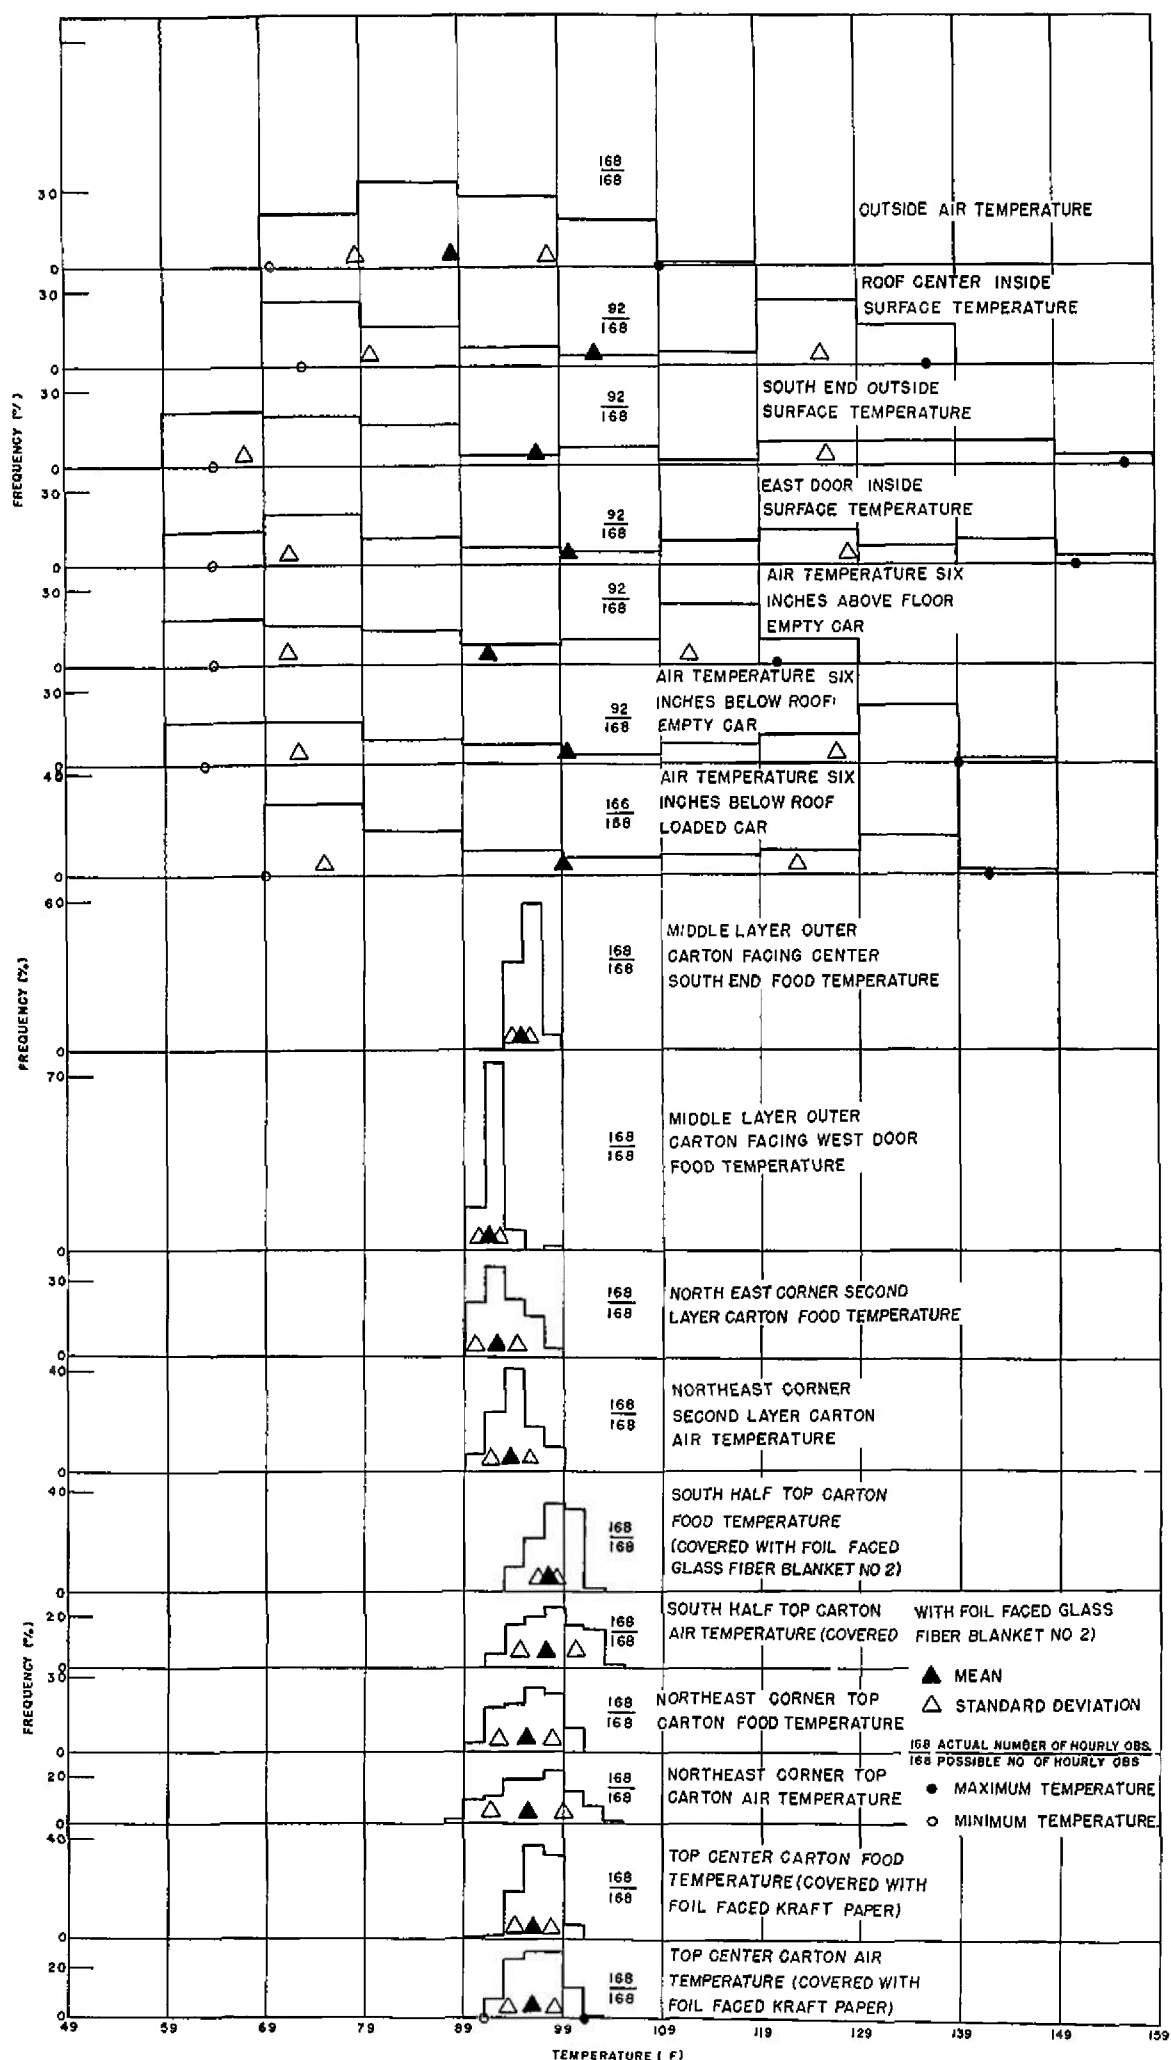 168
168
30
OUTSIDE AIR TEMPERATURE
0
30
ROOF CENTER INSIDE
SURFACE TEMPERATURE
92
168
0
30
SOUTH END OUTSIDE
SURFACE TEMPERATURE
92
168
FREQUENCY (%)
0
30
EAST DOOR INSIDE
SURFACE TEMPERATURE
92
168
0
30
AIR TEMPERATURE SIX
INCHES ABOVE FLOOR
EMPTY CAR
92
168
0
30
AIR TEMPERATURE SIX
INCHES BELOW ROOF
EMPTY CAR
92
168
0
40
AIR TEMPERATURE SIX
INCHES BELOW ROOF
LOADED CAR
166
168
0
60
MIDDLE LAYER OUTER
CARTON FACING CENTER
SOUTH END FOOD TEMPERATURE
168
168
FREQUENCY (%)
0
70
MIDDLE LAYER OUTER
CARTON FACING WEST DOOR
FOOD TEMPERATURE
168
168
0
30
NORTH EAST CORNER SECOND
LAYER CARTON FOOD TEMPERATURE
168
168
0
40
NORTHEAST CORNER
SECOND LAYER CARTON
AIR TEMPERATURE
168
168
0
40
SOUTH HALF TOP CARTON
FOOD TEMPERATURE
(COVERED WITH FOIL FACED
GLASS FIBER BLANKET NO 2)
168
168
0
20
SOUTH HALF TOP CARTON WITH FOIL FACED GLASS
AIR TEMPERATURE (COVERED FIBER BLANKET NO 2)
168
168
FREQUENCY (%)
0
30
MEAN
STANDARD DEVIATION
NORTHEAST CORNER TOP
CARTON FOOD TEMPERATURE
168
168
168 ACTUAL NUMBER OF HOURLY OBS.
168 POSSIBLE NO OF HOURLY OBS
0
20
NORTHEAST CORNER TOP
CARTON AIR TEMPERATURE
168
168
MAXIMUM TEMPERATURE
MINIMUM TEMPERATURE
0
40
TOP CENTER CARTON FOOD
TEMPERATURE (COVERED WITH
FOIL FACED KRAFT PAPER)
168
168
0
20
TOP CENTER CARTON AIR
TEMPERATURE (COVERED WITH
FOIL FACED KRAFT PAPER)
168
168
0
49 59 69 79 89 99 109 119 129 139 149 159
TEMPERATURE ( F)